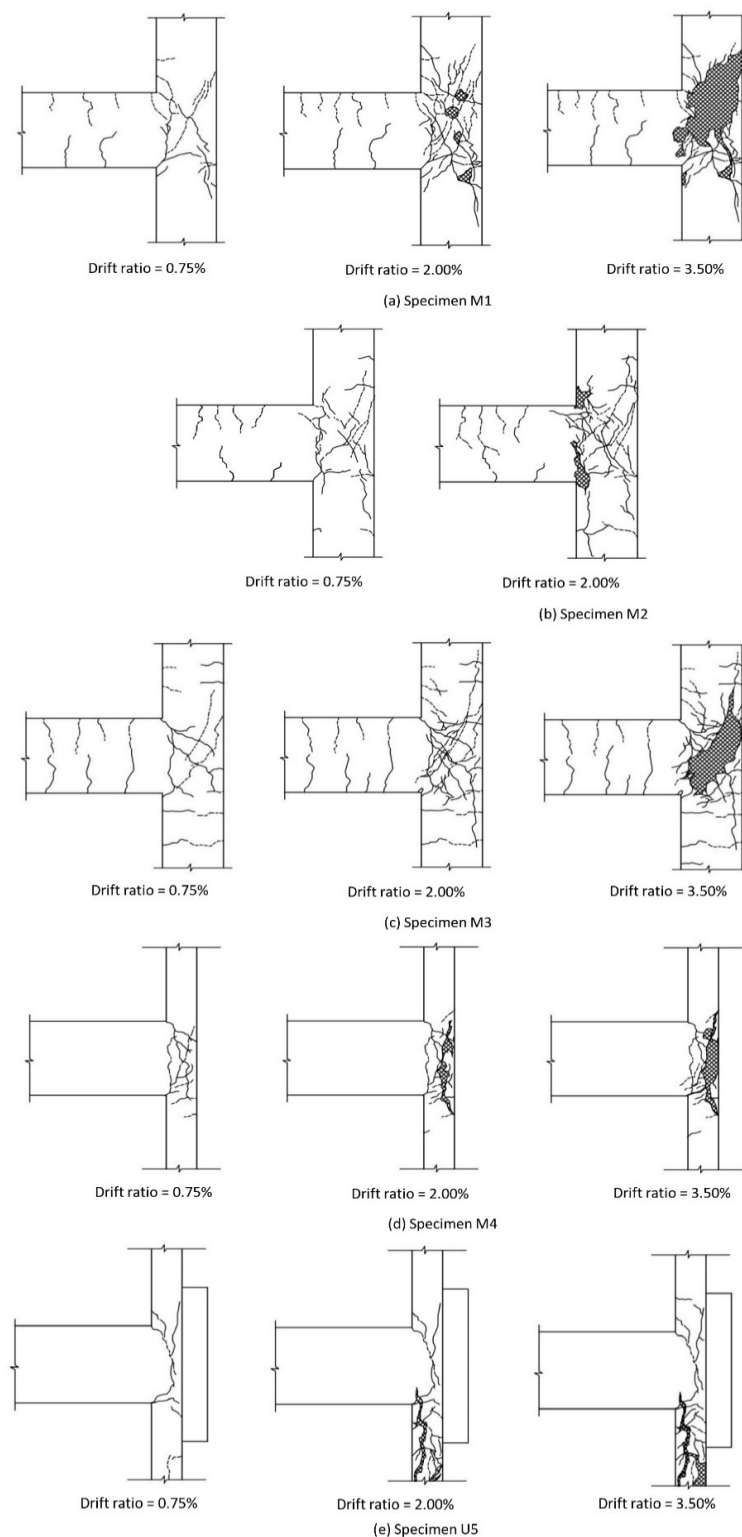 Drift ratio = 0.75%
Drift ratio = 2.00%
Drift ratio = 3.50%
(a) Specimen M1
Drift ratio = 0.75%
Drift ratio = 2.00%
(b) Specimen M2
Drift ratio = 0.75%
Drift ratio = 2.00%
Drift ratio = 3.50%
(c) Specimen M3
Drift ratio = 0.75%
Drift ratio = 2.00%
Drift ratio = 3.50%
(d) Specimen M4
Drift ratio = 0.75%
Drift ratio = 2.00%
Drift ratio = 3.50%
(e) Specimen U5